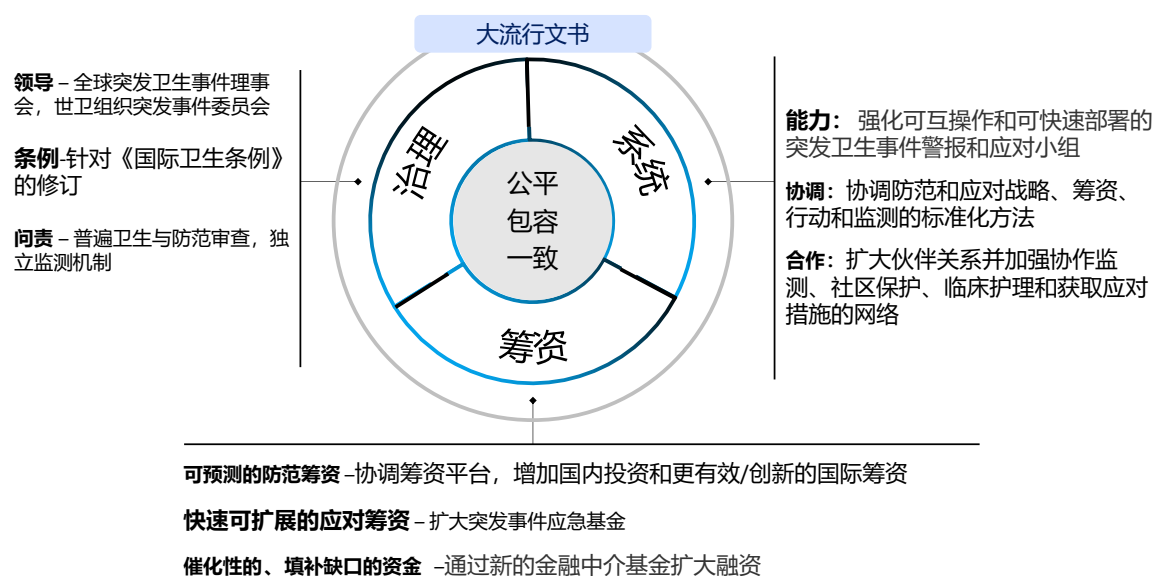 大流行文书
领导 – 全球突发卫生事件理事
会，世卫组织突发事件委员会
条例-针对《国际卫生条例》
的修订
问责 – 普遍卫生与防范审查，独
立监测机制
治理
系统
筹资
公平
包容
一致
能力： 强化可互操作和可快速部署的
突发卫生事件警报和应对小组
协调：协调防范和应对战略、筹资、
行动和监测的标准化方法
合作：扩大伙伴关系并加强协作监
测、社区保护、临床护理和获取应对
措施的网络
可预测的防范筹资 –协调筹资平台，增加国内投资和更有效/创新的国际筹资
快速可扩展的应对筹资 – 扩大突发事件应急基金
催化性的、填补缺口的资金 –通过新的金融中介基金扩大融资